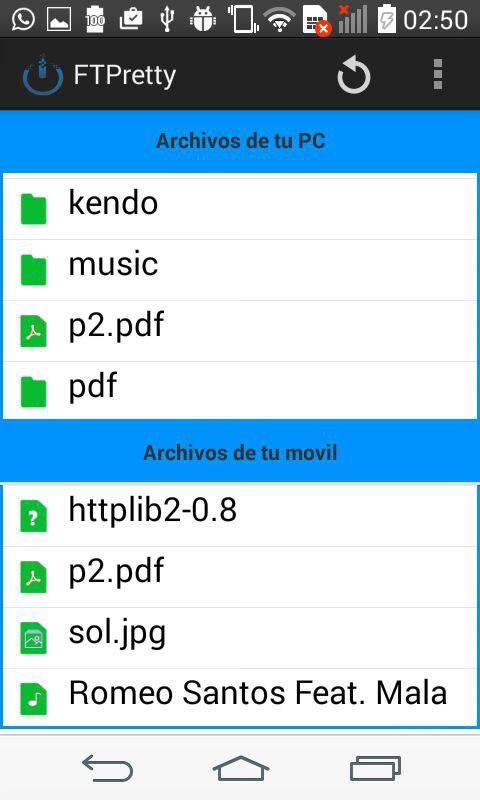 100
02:50
FTPretty
Archivos de tu PC
kendo
music
p2.pdf
pdf
Archivos de tu movil
httplib2-0.8
p2.pdf
sol.jpg
Romeo Santos Feat. Mala